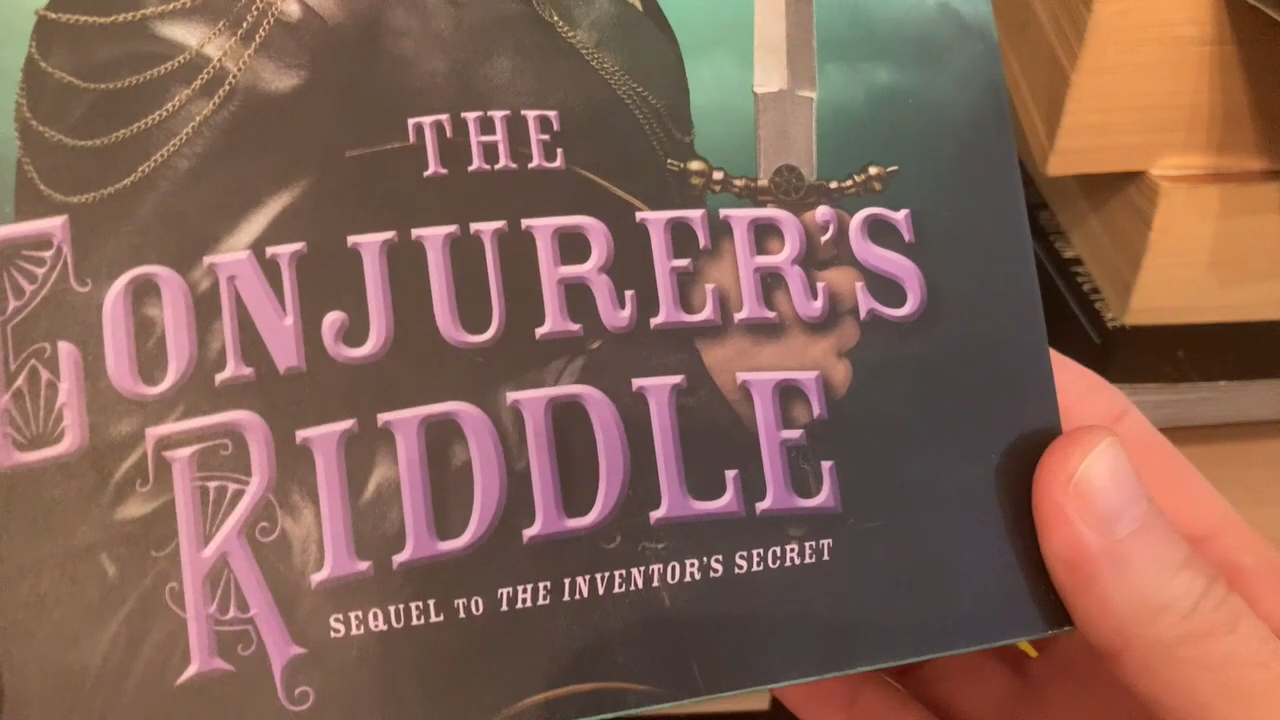 THE
CONJURER'S
RIDDLE
SEQUEL TO THE INVENTOR'S SECRET